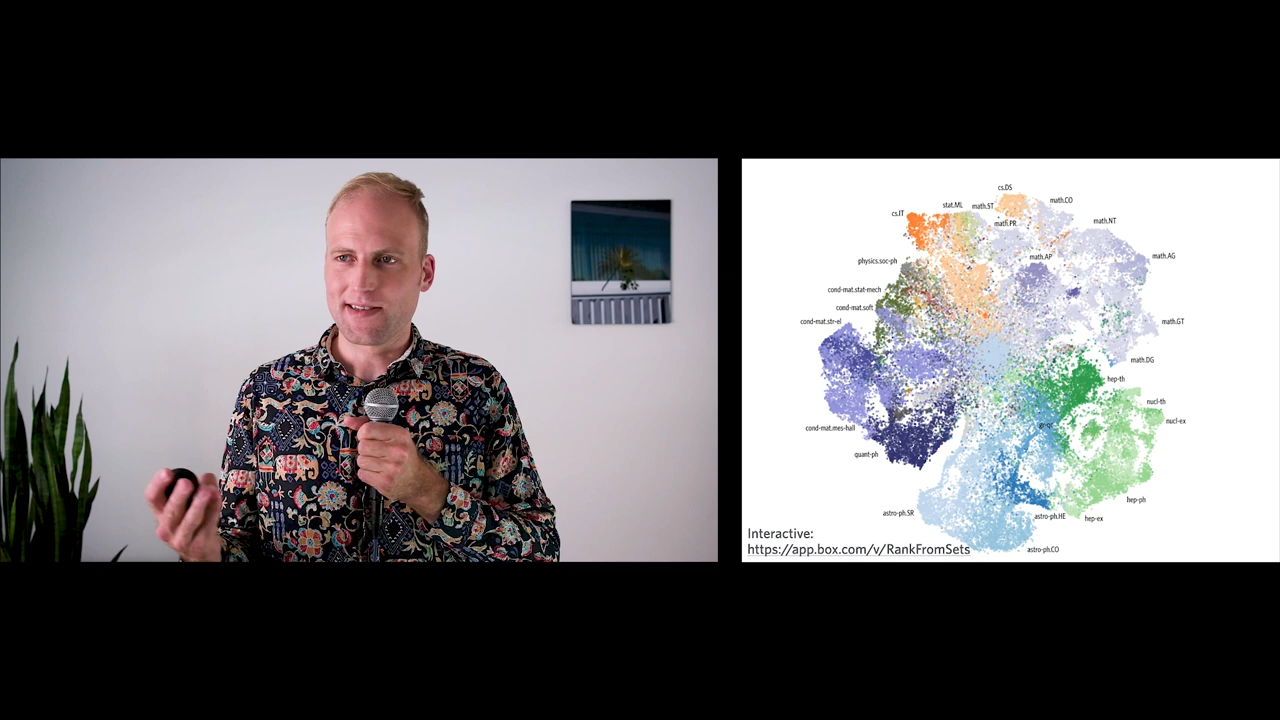 cs.DS
stat.ML
math.ST
math.CO
cs.IT
math.PR
math.NT
math.AP
math.AG
physics.soc-ph
cond-mat.stat-mech
cond-mat.soft
cond-mat.str-el
math.GT
math.DG
hep-th
nucl-th
nucl-ex
gr-qc
cond-mat.mes-hall
quant-ph
hep-ph
astro-ph.SR
astro-ph.HE
hep-ex
astro-ph.CO
Interactive:
https://app.box.com/v/RankFromSets